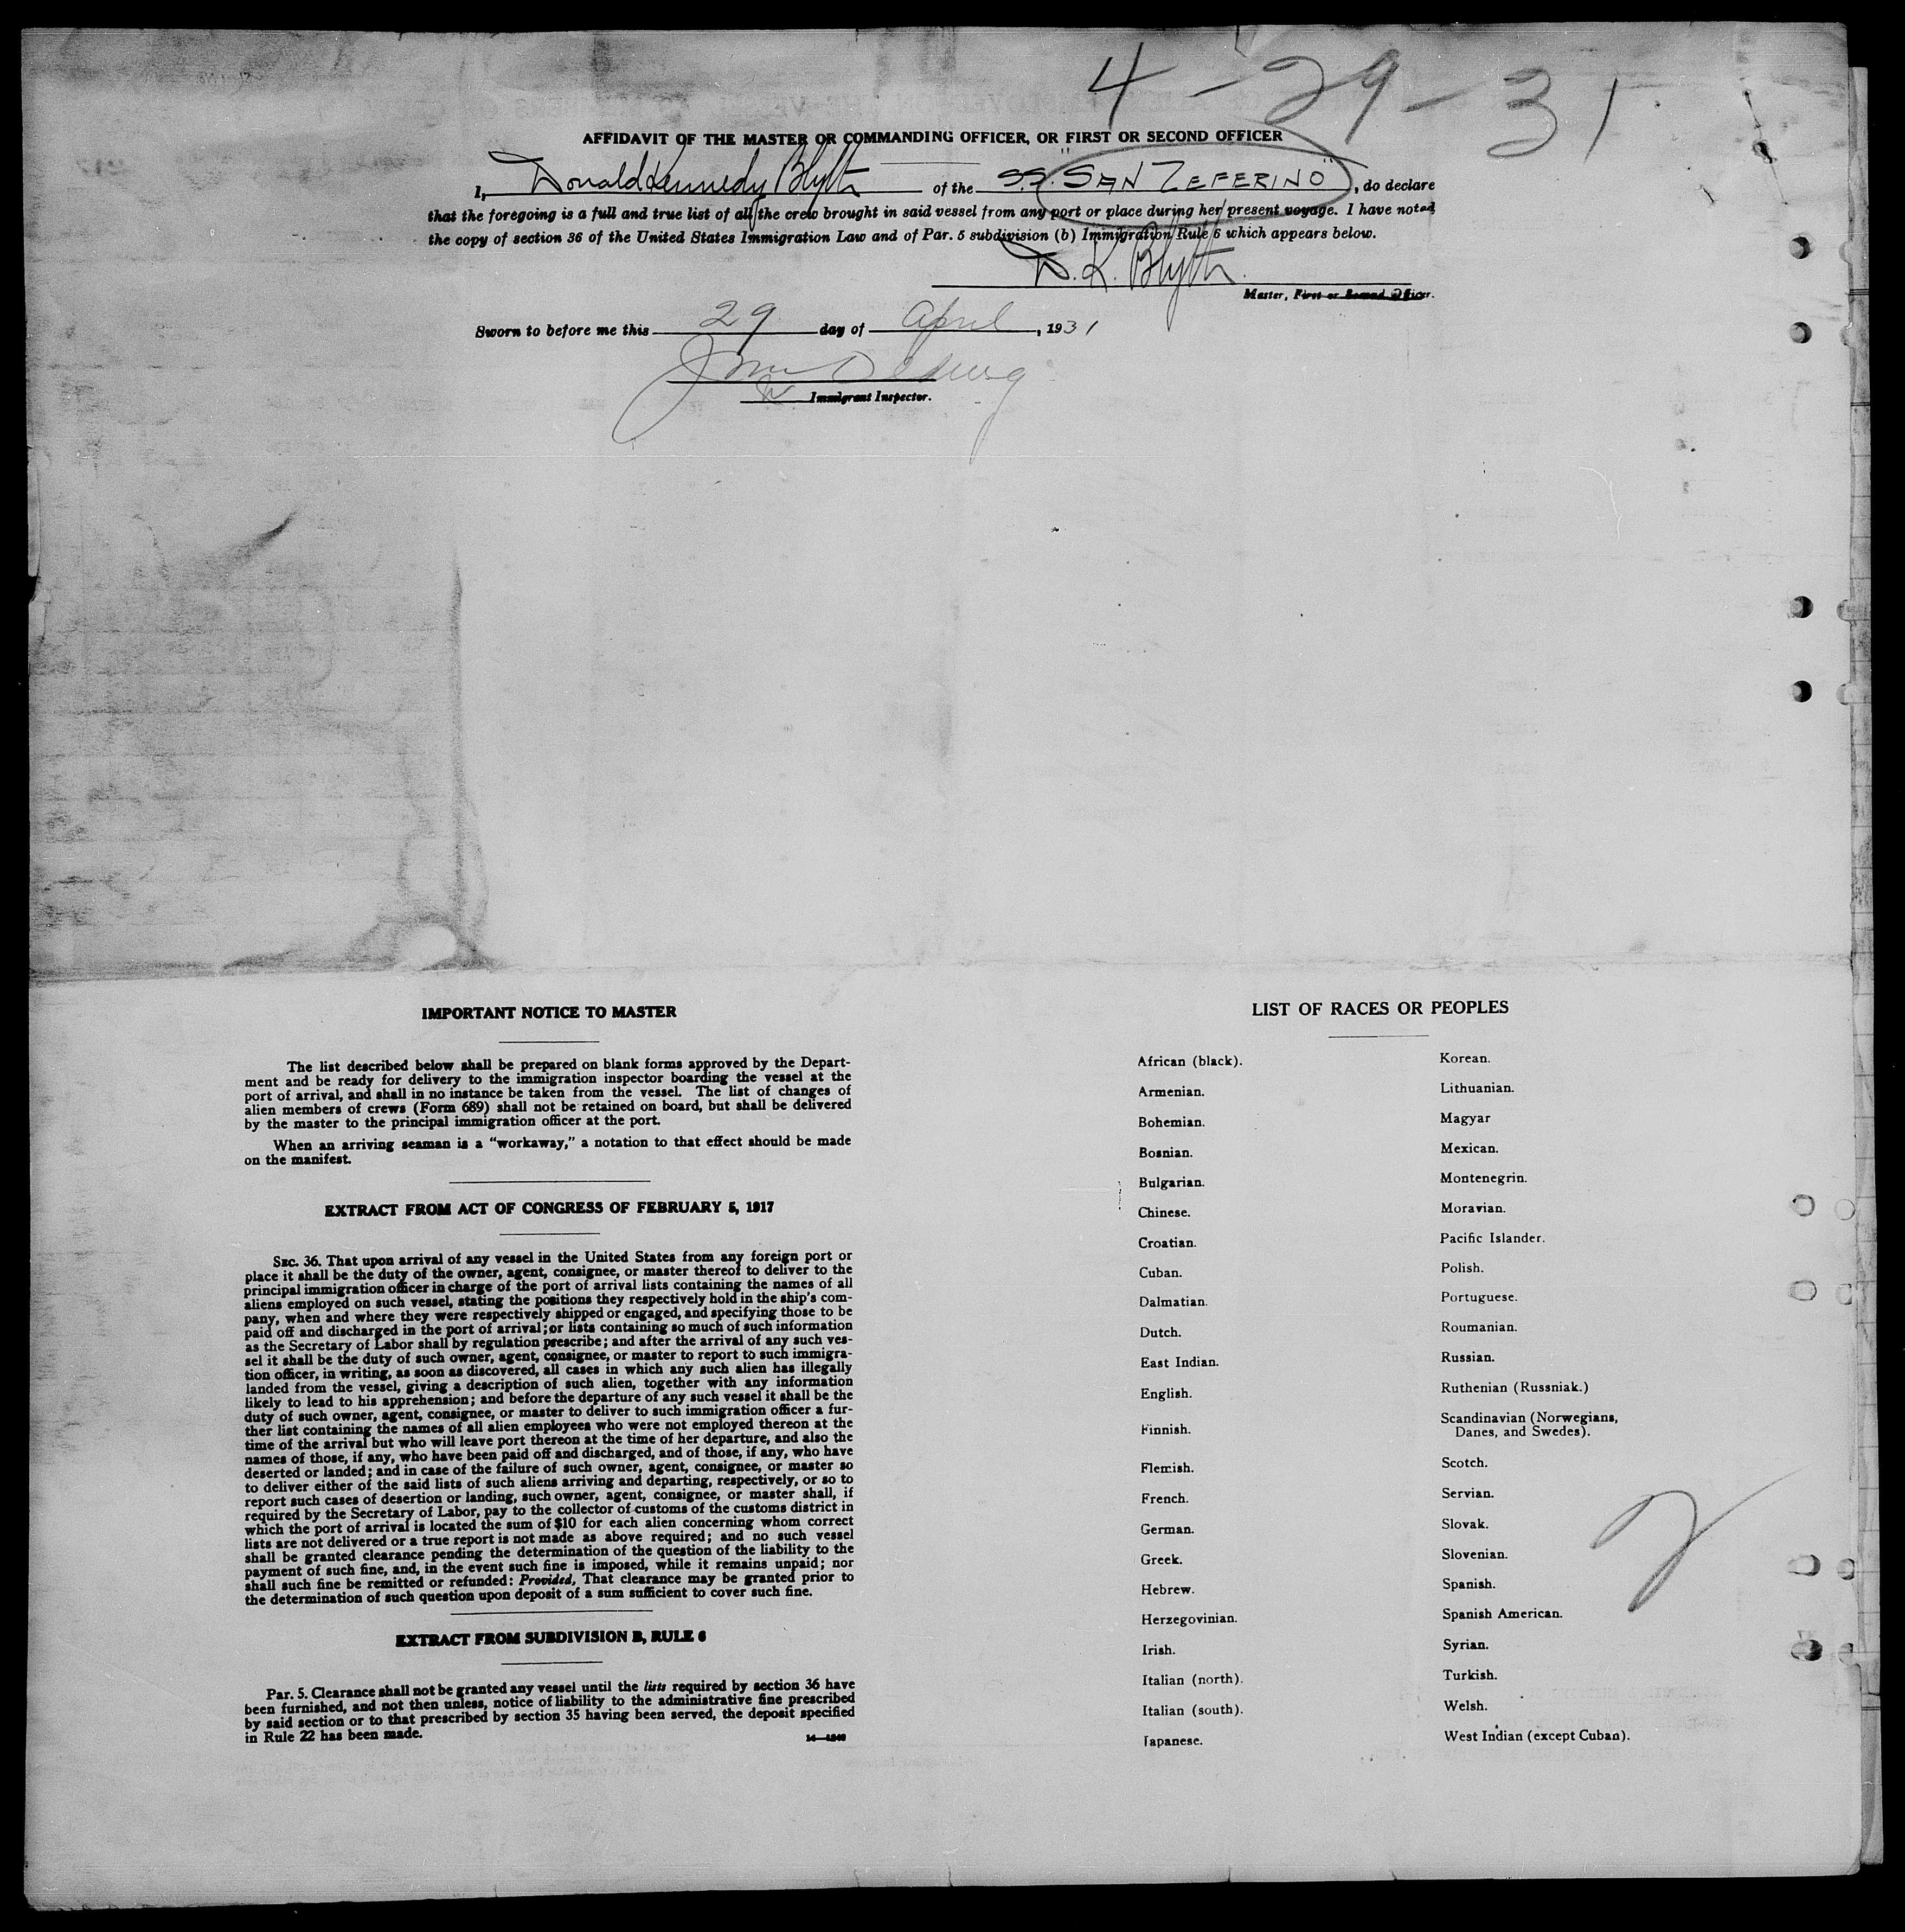 4-29-31
AFFIDAVIT OF THE MASTER OR COMMANDING OFFICER, OR FIRST OR SECOND OFFICER
I, Donald Kennedy Blyth of the S.S. "SAN ZEFERINO", do declare
that the foregoing is a full and true list of all the crew brought in said vessel from any port or place during her present voyage. I have noted
the copy of section 36 of the United States Immigration Law and of Par. 5 subdivision (b) Immigration Rule 6 which appears below.
D. K. Blyth.
Master, First or Second Officer.
Sworn to before me this 29 day of April, 1931
Immigrant Inspector.
IMPORTANT NOTICE TO MASTER
The list described below shall be prepared on blank forms approved by the Depart-
ment and be ready for delivery to the immigration inspector boarding the vessel at the
port of arrival, and shall in no instance be taken from the vessel. The list of changes of
alien members of crews (Form 689) shall not be retained on board, but shall be delivered
by the master to the principal immigration officer at the port.
When an arriving seaman is a "workaway," a notation to that effect should be made
on the manifest.
EXTRACT FROM ACT OF CONGRESS OF FEBRUARY 5, 1917
SEC. 36. That upon arrival of any vessel in the United States from any foreign port or
place it shall be the duty of the owner, agent, consignee, or master thereof to deliver to the
principal immigration officer in charge of the port of arrival lists containing the names of all
aliens employed on such vessel, stating the positions they respectively hold in the ship's com-
pany, when and where they were respectively shipped or engaged, and specifying those to be
paid off and discharged in the port of arrival; or lists containing so much of such information
as the Secretary of Labor shall by regulation prescribe; and after the arrival of any such ves-
sel it shall be the duty of such owner, agent, consignee, or master to report to such immigra-
tion officer, in writing, as soon as discovered, all cases in which any such alien has illegally
landed from the vessel, giving a description of such alien, together with any information
likely to lead to his apprehension; and before the departure of any such vessel it shall be the
duty of such owner, agent, consignee, or master to deliver to such immigration officer a fur-
ther list containing the names of all alien employees who were not employed thereon at the
time of the arrival but who will leave port thereon at the time of her departure, and also the
names of those, if any, who have been paid off and discharged, and of those, if any, who have
deserted or landed; and in case of the failure of such owner, agent, consignee, or master so
to deliver either of the said lists of such aliens arriving and departing, respectively, or so to
report such cases of desertion or landing, such owner, agent, consignee, or master shall, if
required by the Secretary of Labor, pay to the collector of customs of the customs district in
which the port of arrival is located the sum of $10 for each alien concerning whom correct
lists are not delivered or a true report is not made as above required; and no such vessel
shall be granted clearance pending the determination of the question of the liability to the
payment of such fine, and, in the event such fine is imposed, while it remains unpaid; nor
shall such fine be remitted or refunded: Provided, That clearance may be granted prior to
the determination of such question upon deposit of a sum sufficient to cover such fine.
EXTRACT FROM SUBDIVISION B, RULE 6
Par. 5. Clearance shall not be granted any vessel until the lists required by section 36 have
been furnished, and not then unless, notice of liability to the administrative fine prescribed
by said section or to that prescribed by section 35 having been served, the deposit specified
in Rule 22 has been made.
LIST OF RACES OR PEOPLES
African (black).
Armenian.
Bohemian.
Bosnian.
Bulgarian.
Chinese.
Croatian.
Cuban.
Dalmatian.
Dutch.
East Indian.
English.
Finnish.
Flemish.
French.
German.
Greek.
Hebrew.
Herzegovinian.
Irish.
Italian (north).
Italian (south).
Japanese.
Korean.
Lithuanian.
Magyar
Mexican.
Montenegrin.
Moravian.
Pacific Islander.
Polish.
Portuguese.
Roumanian.
Russian.
Ruthenian (Russniak.)
Scandinavian (Norwegians,
Danes, and Swedes).
Scotch.
Servian.
Slovak.
Slovenian.
Spanish.
Spanish American.
Syrian.
Turkish.
Welsh.
West Indian (except Cuban).